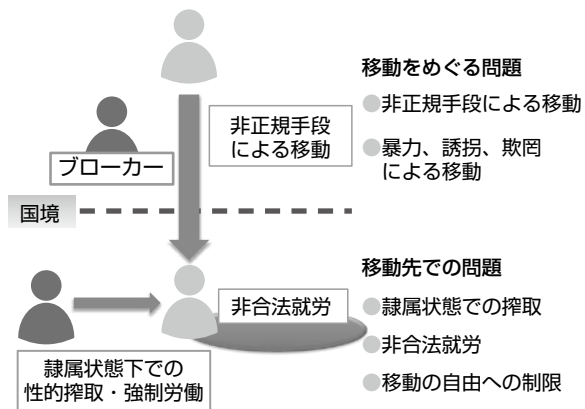 移動をめぐる問題
●非正規手段による移動
●暴力、誘拐、欺罔
による移動
非正規手段
による移動
ブローカー
国境
移動先での問題
●隷属状態での搾取
●非合法就労
●移動の自由への制限
非合法就労
隷属状態下での
性的搾取・強制労働